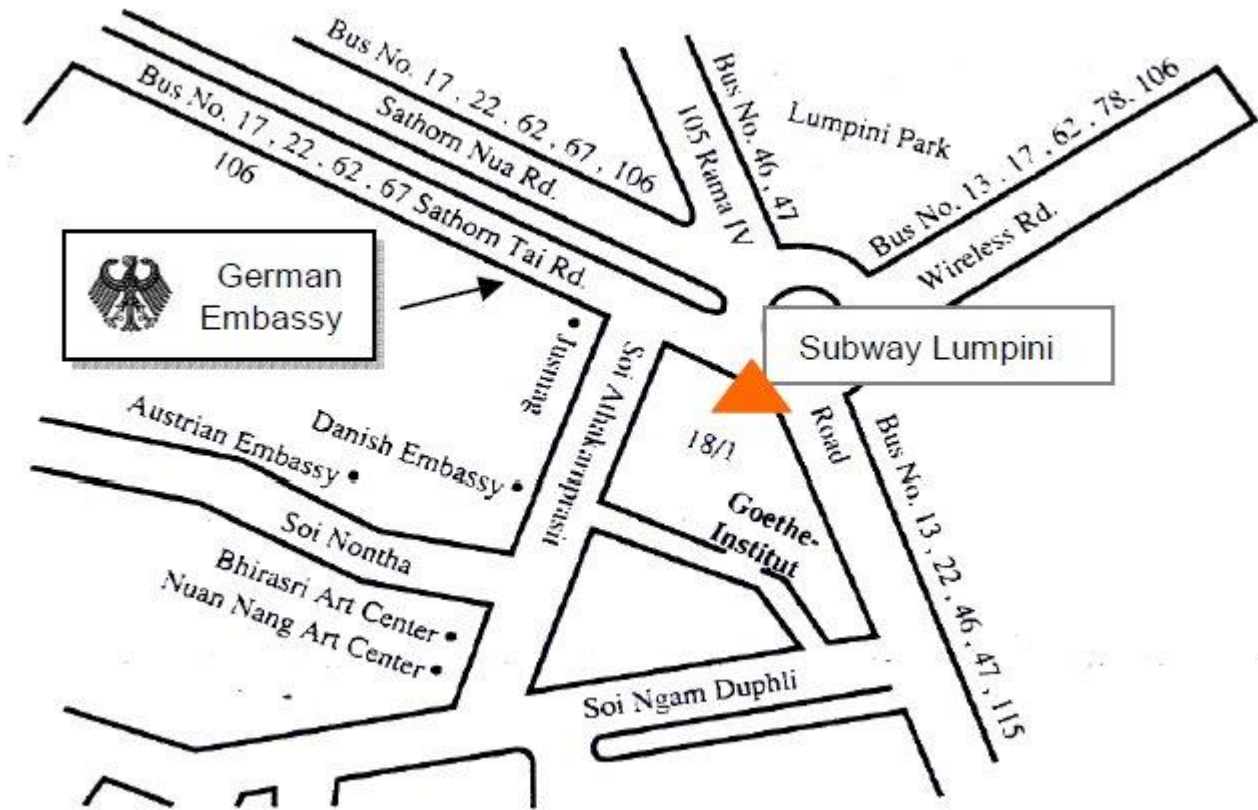 Bus No. 17 . 22 . 62 . 67 , 106
Sathorn Nua Rd.
Bus No. 17 , 22 . 62 . 67 Sathorn Tai Rd.
106
105 Rama IV
Bus No. 46 , 47
Lumpini Park
Bus No. 13 . 17 , 62 , 78. 106
Wireless Rd.
German
Embassy
Subway Lumpini
Jusmag
Soi Athakarnprasit
Austrian Embassy
Danish Embassy
18/1
Road
Goethe-
Institut
Bus No. 13 , 22 , 46 , 47 , 115
Soi Nontha
Bhirasri Art Center
Nuan Nang Art Center
Soi Ngam Duphli